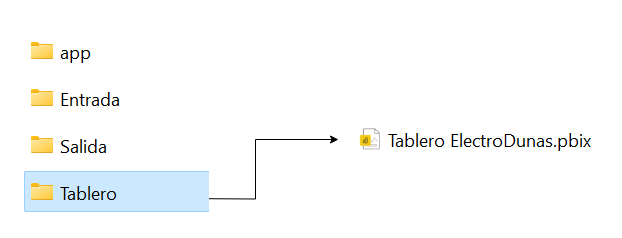 app
Entrada
Salida
Tablero
Tablero ElectroDunas.pbix